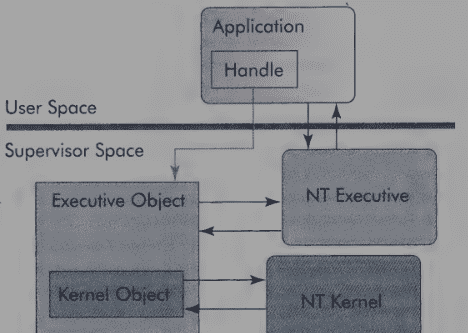 Application
Handle
User Space
Supervisor Space
Executive Object
NT Executive
Kernel Object
NT Kernel